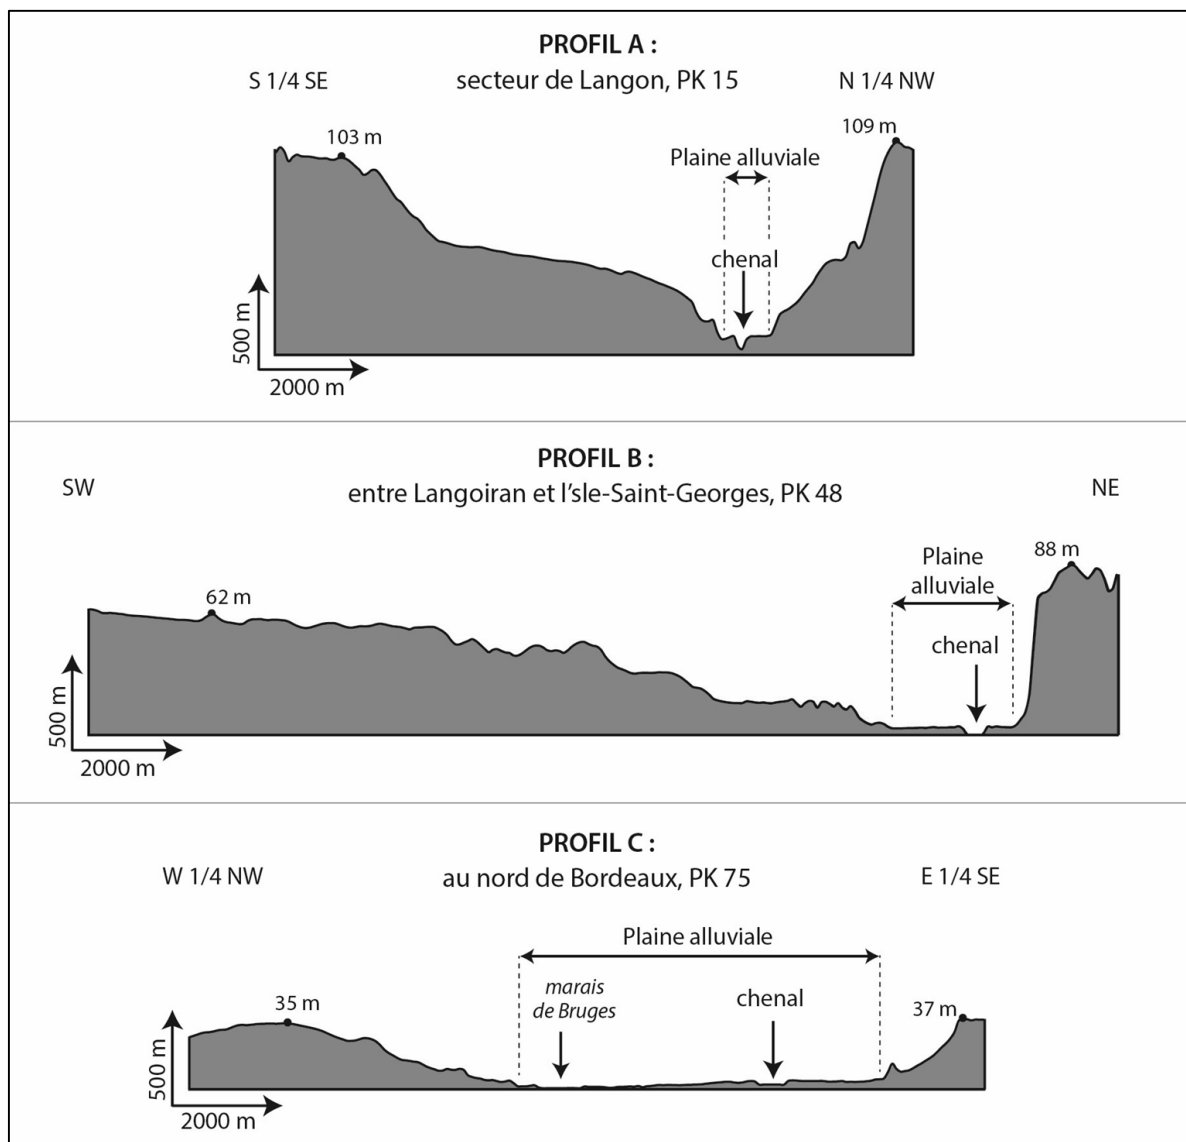 PROFIL A :
S 1/4 SE
secteur de Langon, PK 15
N 1/4 NW
103 m
109 m
Plaine alluviale
chenal
500 m
2000 m
PROFIL B :
SW
entre Langoiran et l'sle-Saint-Georges, PK 48
NE
88 m
Plaine
alluviale
62 m
chenal
500 m
2000 m
PROFIL C :
W 1/4 NW
au nord de Bordeaux, PK 75
E 1/4 SE
Plaine alluviale
marais
de Bruges
chenal
35 m
37 m
500 m
2000 m